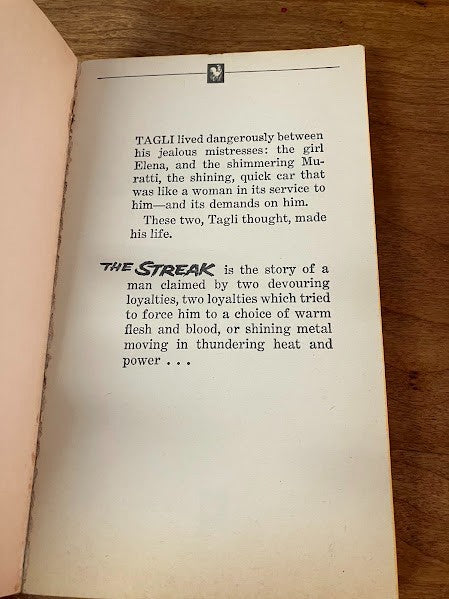 TAGLI lived dangerously between
his jealous mistresses: the girl
Elena, and the shimmering Mu-
ratti, the shining, quick car that
was like a woman in its service to
him—and its demands on him.
These two, Tagli thought, made
his life.
THE STREAK is the story of a
man claimed by two devouring
loyalties, two loyalties which tried
to force him to a choice of warm
flesh and blood, or shining metal
moving in thundering heat and
power . . .